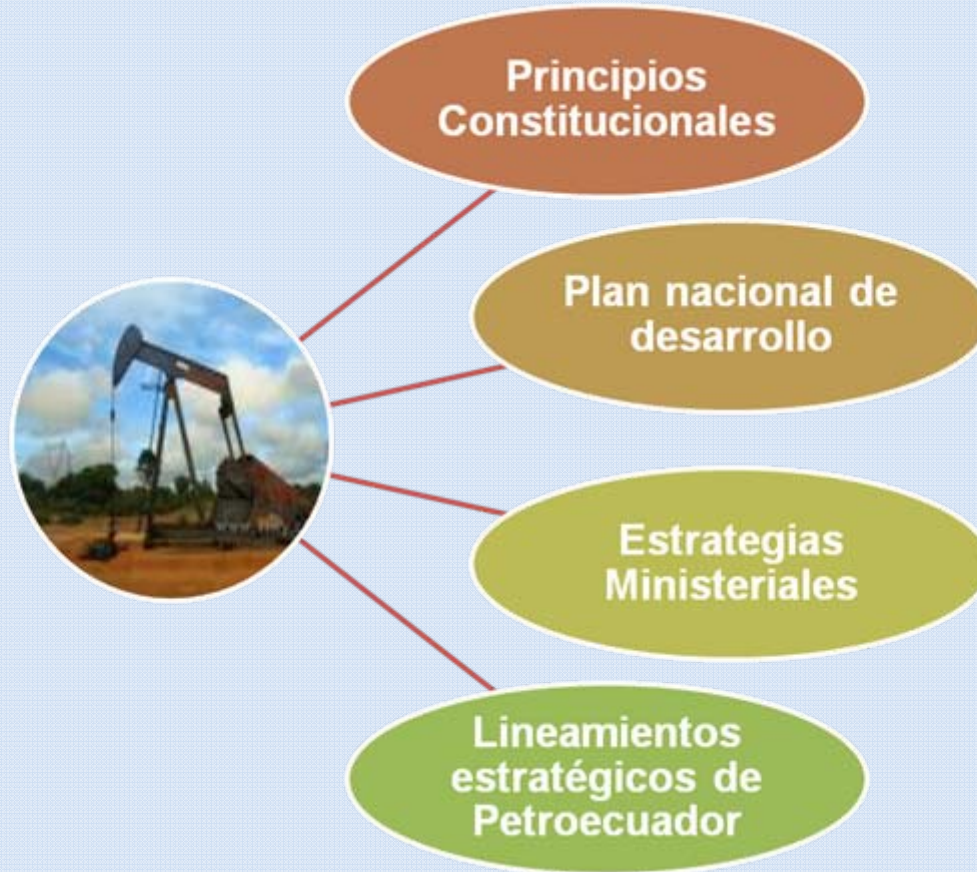 Principios
Constitucionales
Plan nacional de
desarrollo
Estrategias
Ministeriales
Lineamientos
estratégicos de
Petroecuador